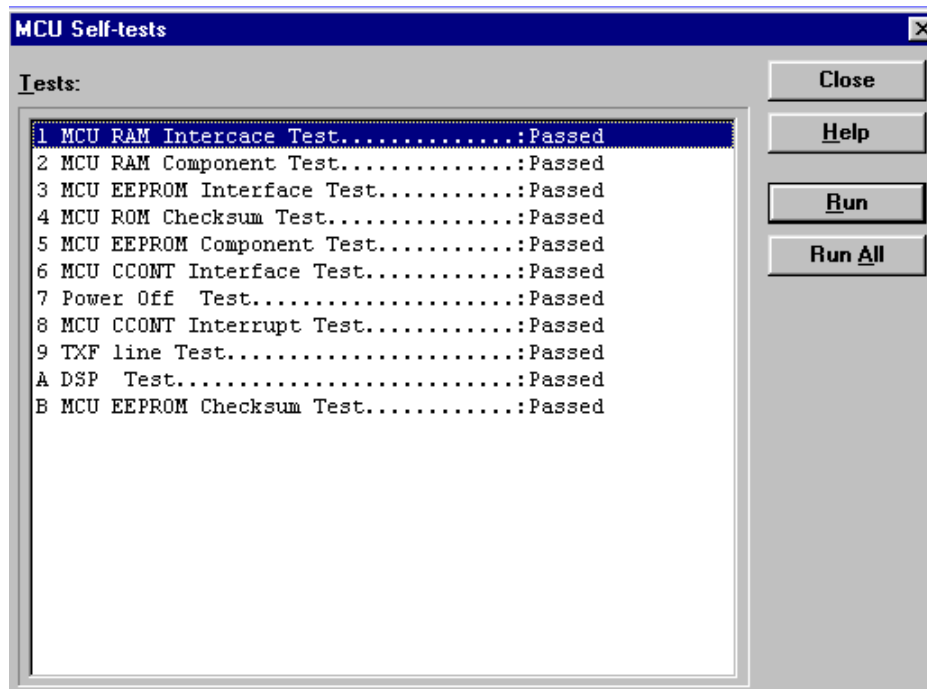 MCU Self-tests
Tests:
1 MCU RAM Intercace Test..............:Passed
2 MCU RAM Component Test..............:Passed
3 MCU EEPROM Interface Test...........:Passed
4 MCU ROM Checksum Test...............:Passed
5 MCU EEPROM Component Test...........:Passed
6 MCU CCONT Interface Test............:Passed
7 Power Off  Test.....................:Passed
8 MCU CCONT Interrupt Test............:Passed
9 TXF line Test.......................:Passed
A DSP  Test...........................:Passed
B MCU EEPROM Checksum Test............:Passed
Close
Help
Run
Run All